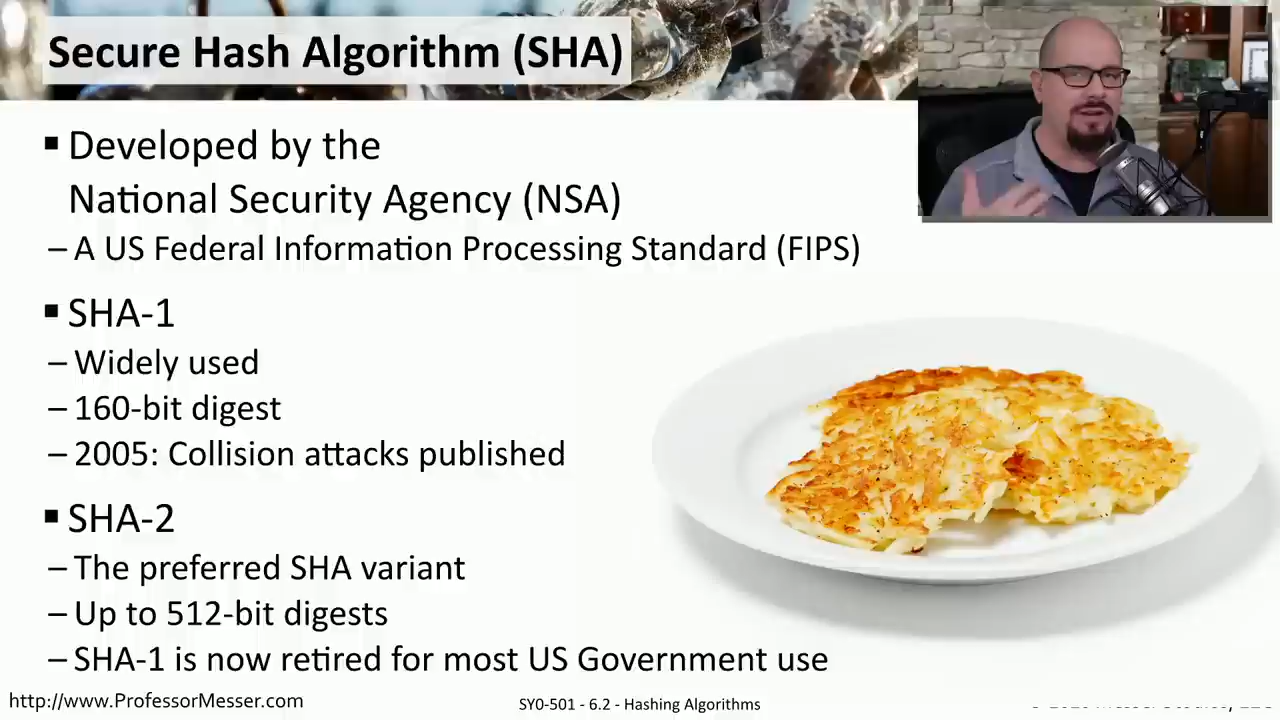 Secure Hash Algorithm (SHA)
▪ Developed by the
National Security Agency (NSA)
– A US Federal Information Processing Standard (FIPS)
▪ SHA-1
– Widely used
– 160-bit digest
– 2005: Collision attacks published
▪ SHA-2
– The preferred SHA variant
– Up to 512-bit digests
– SHA-1 is now retired for most US Government use
http://www.ProfessorMesser.com
SY0-501 - 6.2 - Hashing Algorithms